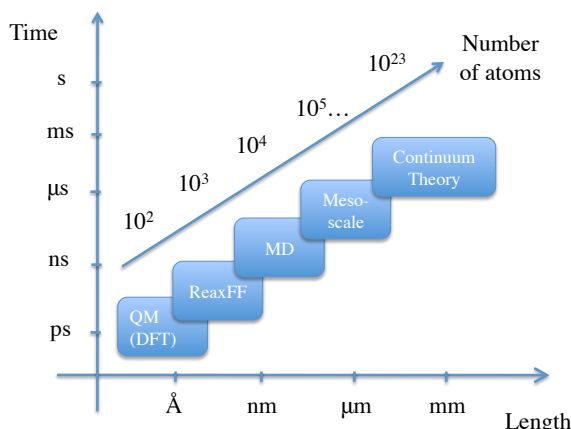 Time
Number
of atoms
s
ms
μs
ns
ps
10²
10³
10⁴
10⁵…
10²³
Continuum
Theory
Meso-
scale
MD
ReaxFF
QM
(DFT)
Å
nm
μm
mm
Length